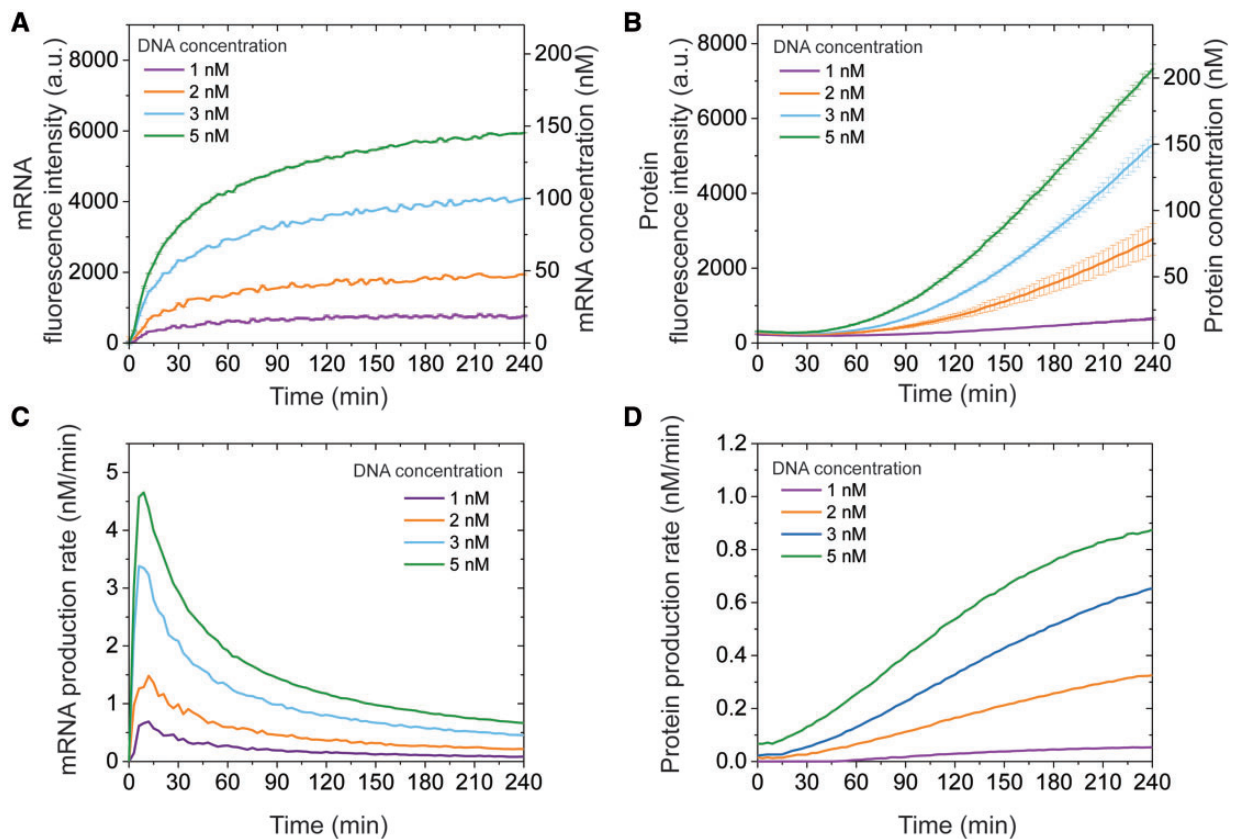 A
DNA concentration
1 nM
2 nM
3 nM
5 nM
mRNA
fluorescence intensity (a.u.)
8000
6000
4000
2000
0
mRNA concentration (nM)
200
150
100
50
0
0 30 60 90 120 150 180 210 240
Time (min)
B
DNA concentration
1 nM
2 nM
3 nM
5 nM
Protein
fluorescence intensity (a.u.)
8000
6000
4000
2000
0
Protein concentration (nM)
200
150
100
50
0
0 30 60 90 120 150 180 210 240
Time (min)
C
DNA concentration
1 nM
2 nM
3 nM
5 nM
mRNA production rate (nM/min)
5
4
3
2
1
0
0 30 60 90 120 150 180 210 240
Time (min)
D
DNA concentration
1 nM
2 nM
3 nM
5 nM
Protein production rate (nM/min)
1.2
1.0
0.8
0.6
0.4
0.2
0.0
0 30 60 90 120 150 180 210 240
Time (min)